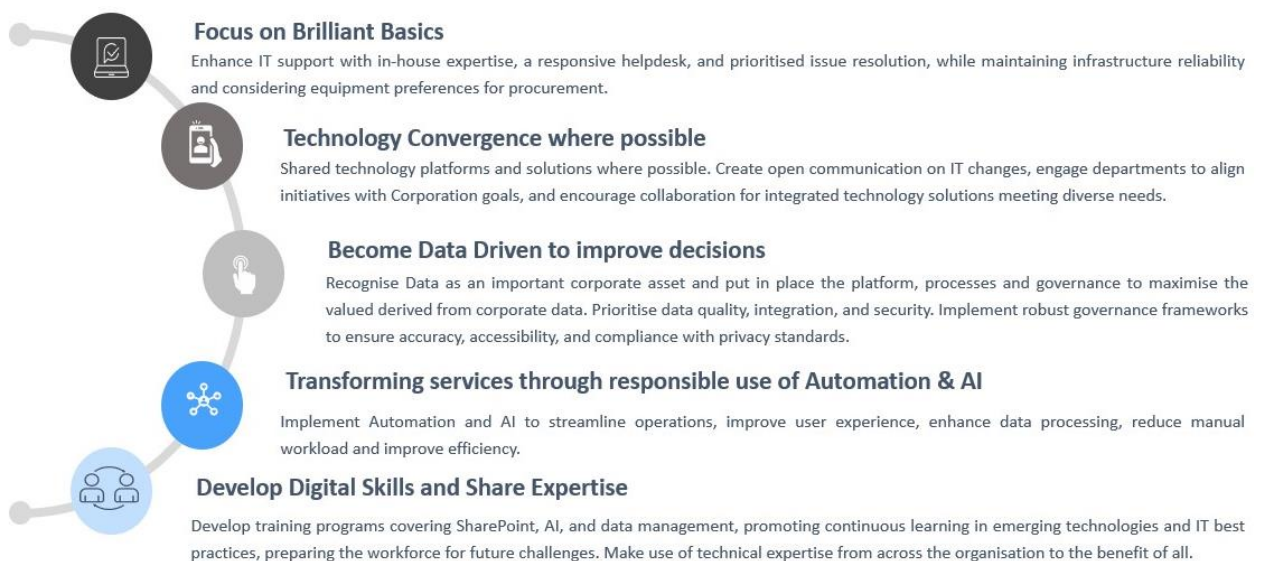 Focus on Brilliant Basics
Enhance IT support with in-house expertise, a responsive helpdesk, and prioritised issue resolution, while maintaining infrastructure reliability
and considering equipment preferences for procurement.
Technology Convergence where possible
Shared technology platforms and solutions where possible. Create open communication on IT changes, engage departments to align
initiatives with Corporation goals, and encourage collaboration for integrated technology solutions meeting diverse needs.
Become Data Driven to improve decisions
Recognise Data as an important corporate asset and put in place the platform, processes and governance to maximise the
valued derived from corporate data. Prioritise data quality, integration, and security. Implement robust governance frameworks
to ensure accuracy, accessibility, and compliance with privacy standards.
Transforming services through responsible use of Automation & AI
Implement Automation and AI to streamline operations, improve user experience, enhance data processing, reduce manual
workload and improve efficiency.
Develop Digital Skills and Share Expertise
Develop training programs covering SharePoint, AI, and data management, promoting continuous learning in emerging technologies and IT best
practices, preparing the workforce for future challenges. Make use of technical expertise from across the organisation to the benefit of all.